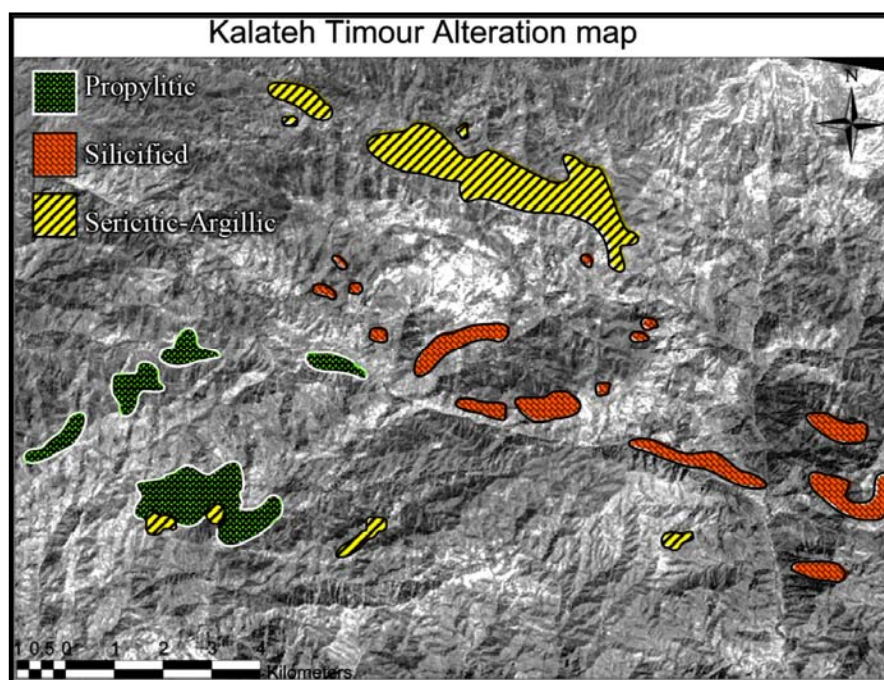 Kalateh Timour Alteration map
N
Propylitic
Silicified
Sericitic-Argillic
1 0,5 0 1 2 3 4
Kilometers